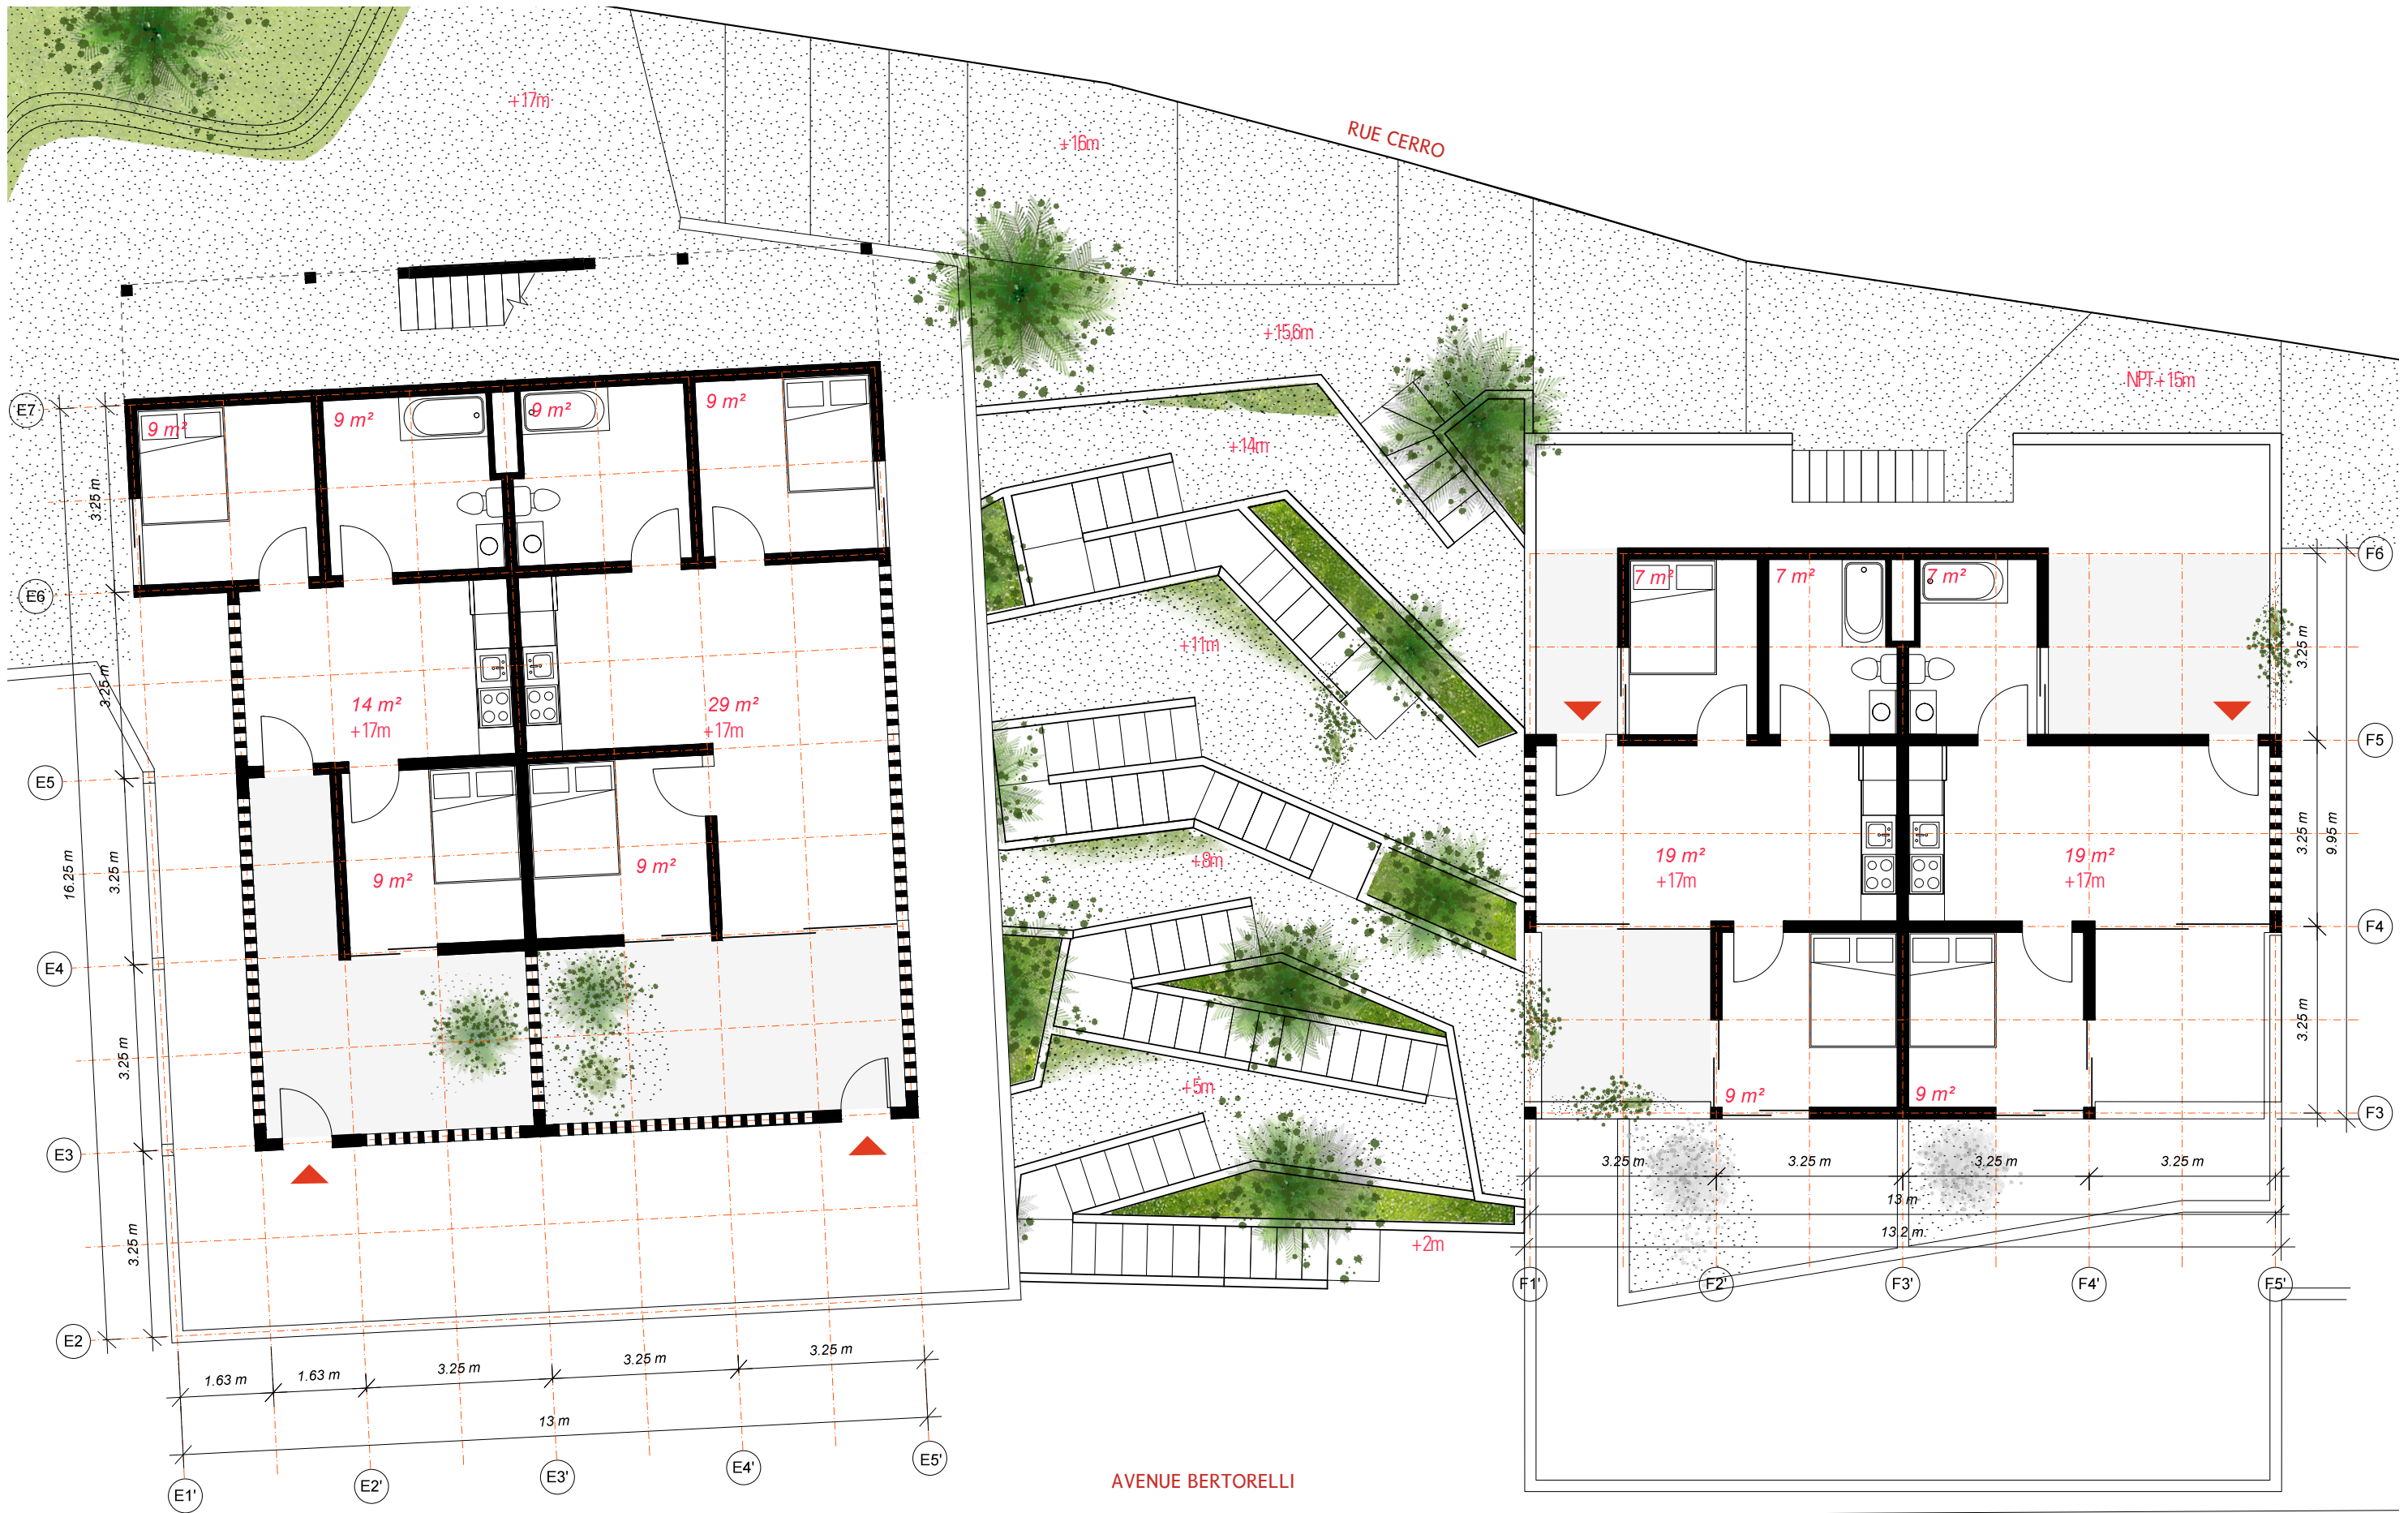 +17m
+16m
RUE CERRO
+15,6m
NPT+15m
E7
9 m²
9 m²
9 m²
9 m²
+14m
3.25 m
F6
7 m²
7 m²
7 m²
E6
+11m
3.25 m
3.25 m
14 m²
+17m
29 m²
+17m
F5
E5
16.25 m
3.25 m
9 m²
9 m²
+8m
19 m²
+17m
19 m²
+17m
3.25 m
9.95 m
F4
E4
3.25 m
+5m
9 m²
9 m²
3.25 m
F3
E3
3.25 m
3.25 m
3.25 m
3.25 m
3.25 m
13 m
+2m
13.2 m
F1'
F2'
F3'
F4'
F5'
E2
1.63 m
1.63 m
3.25 m
3.25 m
3.25 m
13 m
E1'
E2'
E3'
E4'
E5'
AVENUE BERTORELLI